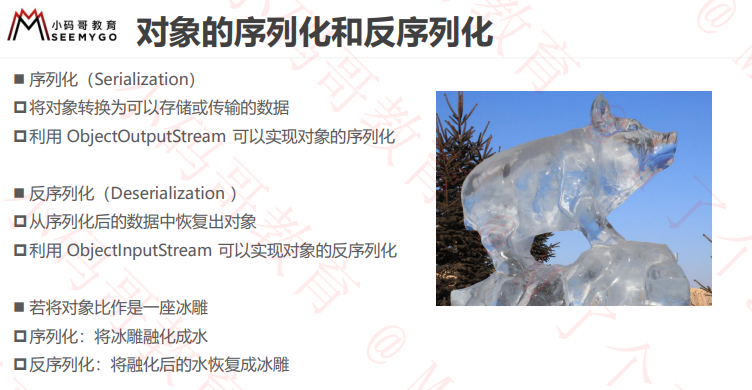 小码哥教育
SEEMYGO
对象的序列化和反序列化
■ 序列化（Serialization）
将对象转换为可以存储或传输的数据
利用 ObjectOutputStream 可以实现对象的序列化
■ 反序列化（Deserialization ）
从序列化后的数据中恢复出对象
利用 ObjectInputStream 可以实现对象的反序列化
■ 若将对象比作是一座冰雕
序列化：将冰雕融化成水
反序列化：将融化后的水恢复成冰雕